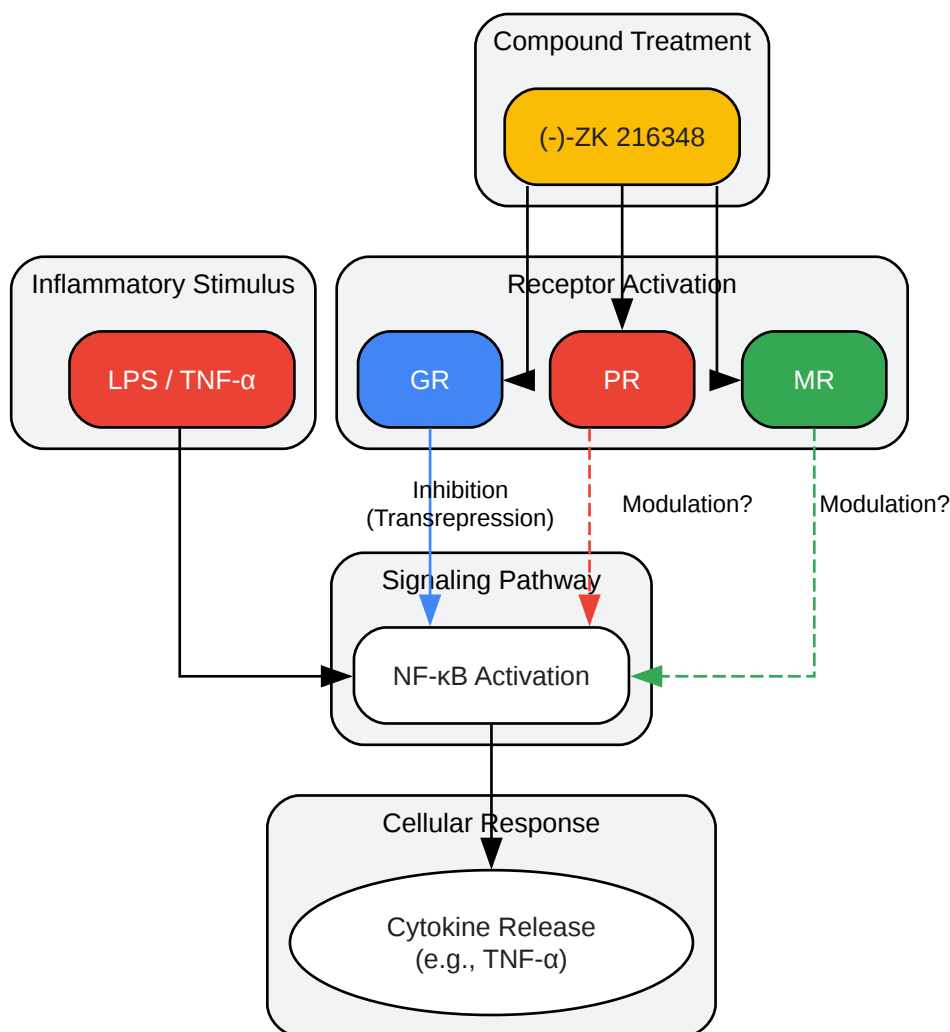 Compound Treatment
(-)-ZK 216348
Inflammatory Stimulus
LPS / TNF-α
Receptor Activation
GR
PR
MR
Inhibition
(Transrepression)
Modulation?
Modulation?
Signaling Pathway
NF-κB Activation
Cellular Response
Cytokine Release
(e.g., TNF-α)